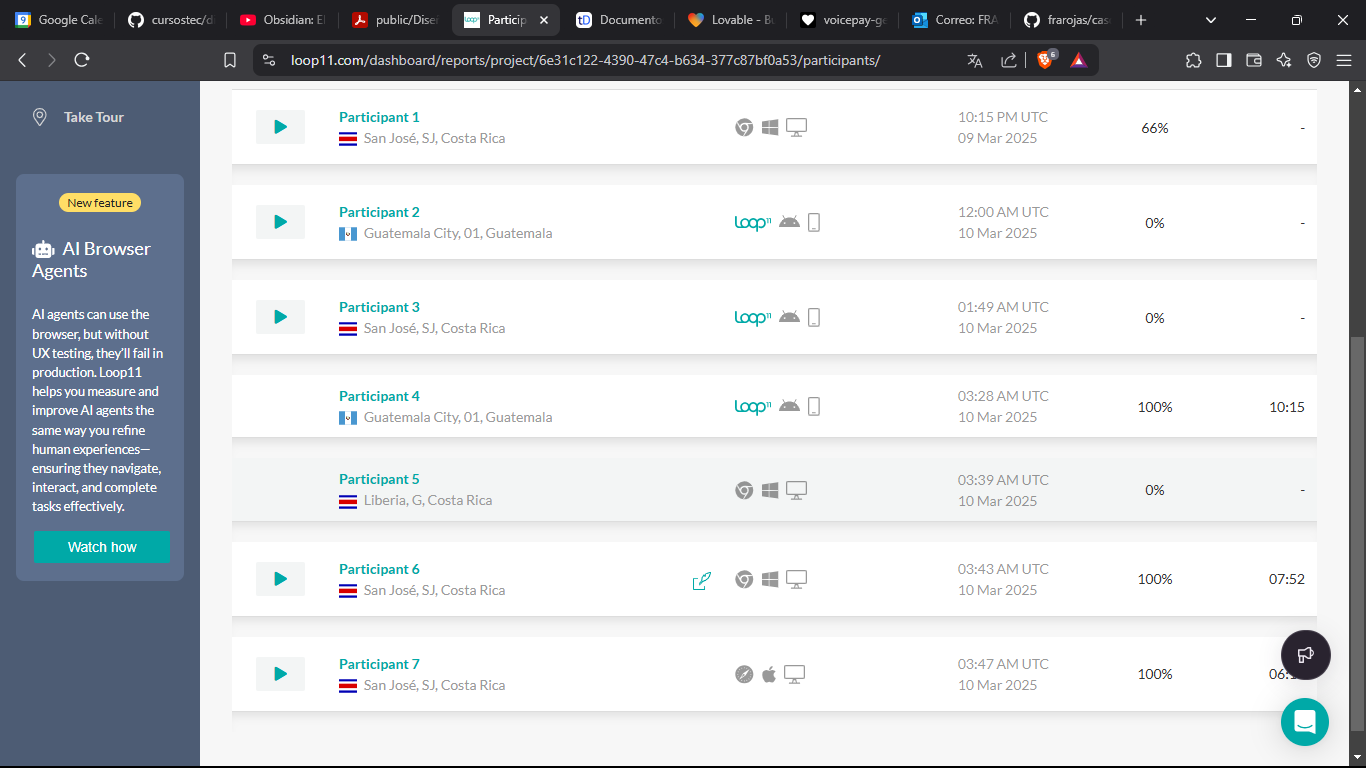 Google Cale
cursostec/di
Obsidian: El
public/Diseñ
Particip
Documento
Lovable - Bu
voicepay-ge
Correo: FRA
frarojas/caso
loop11.com/dashboard/reports/project/6e31c122-4390-47c4-b634-377c87bf0a53/participants/
6
Take Tour
New feature
AI Browser
Agents
AI agents can use the
browser, but without
UX testing, they'll fail in
production. Loop11
helps you measure and
improve AI agents the
same way you refine
human experiences—
ensuring they navigate,
interact, and complete
tasks effectively.
Watch how
Participant 1
San José, SJ, Costa Rica
10:15 PM UTC
09 Mar 2025
66%
-
Participant 2
Guatemala City, 01, Guatemala
Loop11
12:00 AM UTC
10 Mar 2025
0%
-
Participant 3
San José, SJ, Costa Rica
Loop11
01:49 AM UTC
10 Mar 2025
0%
-
Participant 4
Guatemala City, 01, Guatemala
Loop11
03:28 AM UTC
10 Mar 2025
100%
10:15
Participant 5
Liberia, G, Costa Rica
03:39 AM UTC
10 Mar 2025
0%
-
Participant 6
San José, SJ, Costa Rica
03:43 AM UTC
10 Mar 2025
100%
07:52
Participant 7
San José, SJ, Costa Rica
03:47 AM UTC
10 Mar 2025
100%